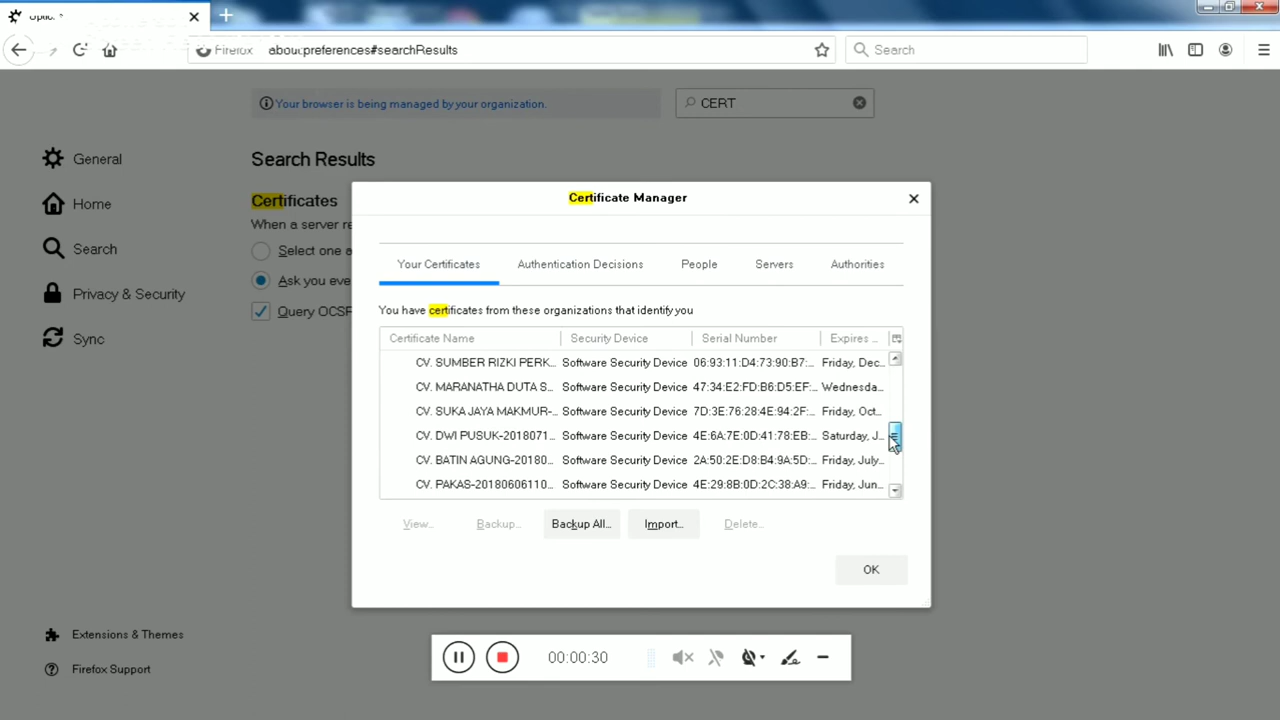 Firefox about:preferences#searchResults
Search
Your browser is being managed by your organization.
CERT
General
Home
Search
Privacy & Security
Sync
Extensions & Themes
Firefox Support
Search Results
Certificates
When a server re
Select one a
Ask you eve
Query OCSP
Certificate Manager
Your Certificates Authentication Decisions People Servers Authorities
You have certificates from these organizations that identify you
Certificate Name Security Device Serial Number Expires ...
CV. SUMBER RIZKI PERK... Software Security Device 06:93:11:D4:73:90:B7:... Friday, Dec...
CV. MARANATHA DUTA S... Software Security Device 47:34:E2:FD:B6:D5:EF:... Wednesda...
CV. SUKA JAYA MAKMUR-... Software Security Device 7D:3E:76:28:4E:94:2F:... Friday, Oct...
CV. DWI PUSUK-2018071... Software Security Device 4E:6A:7E:0D:41:78:EB:... Saturday, J...
CV. BATIN AGUNG-20180... Software Security Device 2A:50:2E:D8:B4:9A:5D:... Friday, July...
CV. PAKAS-20180606110... Software Security Device 4E:29:8B:0D:2C:38:A9:... Friday, Jun...
View... Backup... Backup All... Import... Delete...
OK
00:00:30